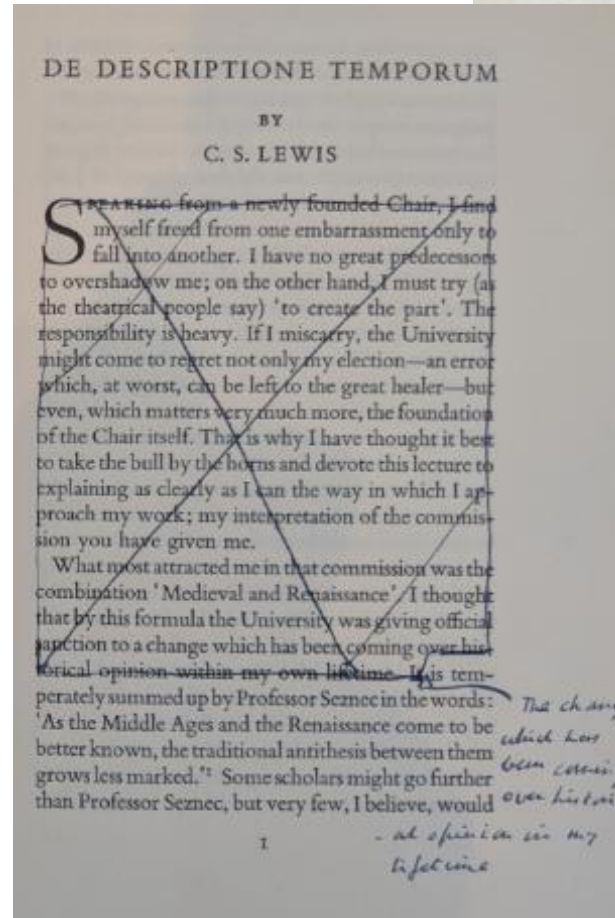 DE DESCRIPTIONE TEMPORUM
BY
C. S. LEWIS
SPEAKING from a newly founded Chair, I find
myself freed from one embarrassment only to
fall into another. I have no great predecessors
to overshadow me; on the other hand, I must try (as
the theatrical people say) 'to create the part'. The
responsibility is heavy. If I miscarry, the University
might come to regret not only my election—an error
which, at worst, can be left to the great healer—but
even, which matters very much more, the foundation
of the Chair itself. That is why I have thought it best
to take the bull by the horns and devote this lecture to
explaining as clearly as I can the way in which I ap-
proach my work; my interpretation of the commis-
sion you have given me.
What most attracted me in that commission was the
combination 'Medieval and Renaissance'. I thought
that by this formula the University was giving official
sanction to a change which has been coming over his-
torical opinion within my own lifetime. It is tem-
perately summed up by Professor Seznec in the words:
'As the Middle Ages and the Renaissance come to be
better known, the traditional antithesis between them
grows less marked.'¹ Some scholars might go further
than Professor Seznec, but very few, I believe, would
The chang
which has
been coming
over histori
- al opinion in my
lifetime
1